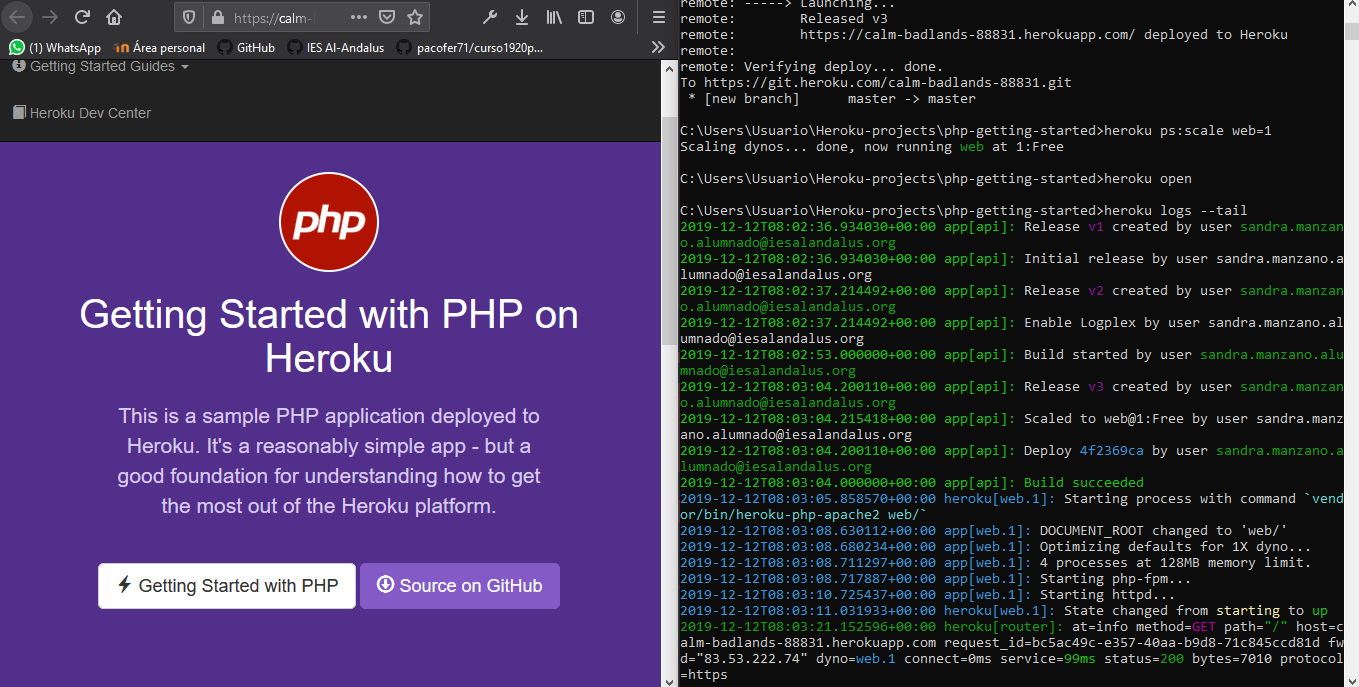 https://calm-
(1) WhatsApp
Área personal
GitHub
IES Al-Andalus
pacofer71/curso1920p...
Getting Started Guides
Heroku Dev Center
php
Getting Started with PHP on
Heroku
This is a sample PHP application deployed to
Heroku. It's a reasonably simple app - but a
good foundation for understanding how to get
the most out of the Heroku platform.
Getting Started with PHP
Source on GitHub
remote: -----> Launching...
remote:        Released v3
remote:        https://calm-badlands-88831.herokuapp.com/ deployed to Heroku
remote:
remote: Verifying deploy... done.
To https://git.heroku.com/calm-badlands-88831.git
 * [new branch]      master -> master
C:\Users\Usuario\Heroku-projects\php-getting-started>heroku ps:scale web=1
Scaling dynos... done, now running web at 1:Free
C:\Users\Usuario\Heroku-projects\php-getting-started>heroku open
C:\Users\Usuario\Heroku-projects\php-getting-started>heroku logs --tail
2019-12-12T08:02:36.934030+00:00 app[api]: Release v1 created by user sandra.manzan
o.alumnado@iesalandalus.org
2019-12-12T08:02:36.934030+00:00 app[api]: Initial release by user sandra.manzano.a
lumnado@iesalandalus.org
2019-12-12T08:02:37.214492+00:00 app[api]: Release v2 created by user sandra.manzan
o.alumnado@iesalandalus.org
2019-12-12T08:02:37.214492+00:00 app[api]: Enable Logplex by user sandra.manzano.al
umnado@iesalandalus.org
2019-12-12T08:02:53.000000+00:00 app[api]: Build started by user sandra.manzano.alu
mnado@iesalandalus.org
2019-12-12T08:03:04.200110+00:00 app[api]: Release v3 created by user sandra.manzan
o.alumnado@iesalandalus.org
2019-12-12T08:03:04.215418+00:00 app[api]: Scaled to web@1:Free by user sandra.manz
ano.alumnado@iesalandalus.org
2019-12-12T08:03:04.200110+00:00 app[api]: Deploy 4f2369ca by user sandra.manzano.a
lumnado@iesalandalus.org
2019-12-12T08:03:04.000000+00:00 app[api]: Build succeeded
2019-12-12T08:03:05.858570+00:00 heroku[web.1]: Starting process with command `vend
or/bin/heroku-php-apache2 web/`
2019-12-12T08:03:08.630112+00:00 app[web.1]: DOCUMENT_ROOT changed to 'web/'
2019-12-12T08:03:08.680234+00:00 app[web.1]: Optimizing defaults for 1X dyno...
2019-12-12T08:03:08.711297+00:00 app[web.1]: 4 processes at 128MB memory limit.
2019-12-12T08:03:08.717887+00:00 app[web.1]: Starting php-fpm...
2019-12-12T08:03:10.725437+00:00 app[web.1]: Starting httpd...
2019-12-12T08:03:11.031933+00:00 heroku[web.1]: State changed from starting to up
2019-12-12T08:03:21.152596+00:00 heroku[router]: at=info method=GET path="/" host=c
alm-badlands-88831.herokuapp.com request_id=bc5ac49c-e357-40aa-b9d8-71c845ccd81d fw
d="83.53.222.74" dyno=web.1 connect=0ms service=99ms status=200 bytes=7010 protocol
=https